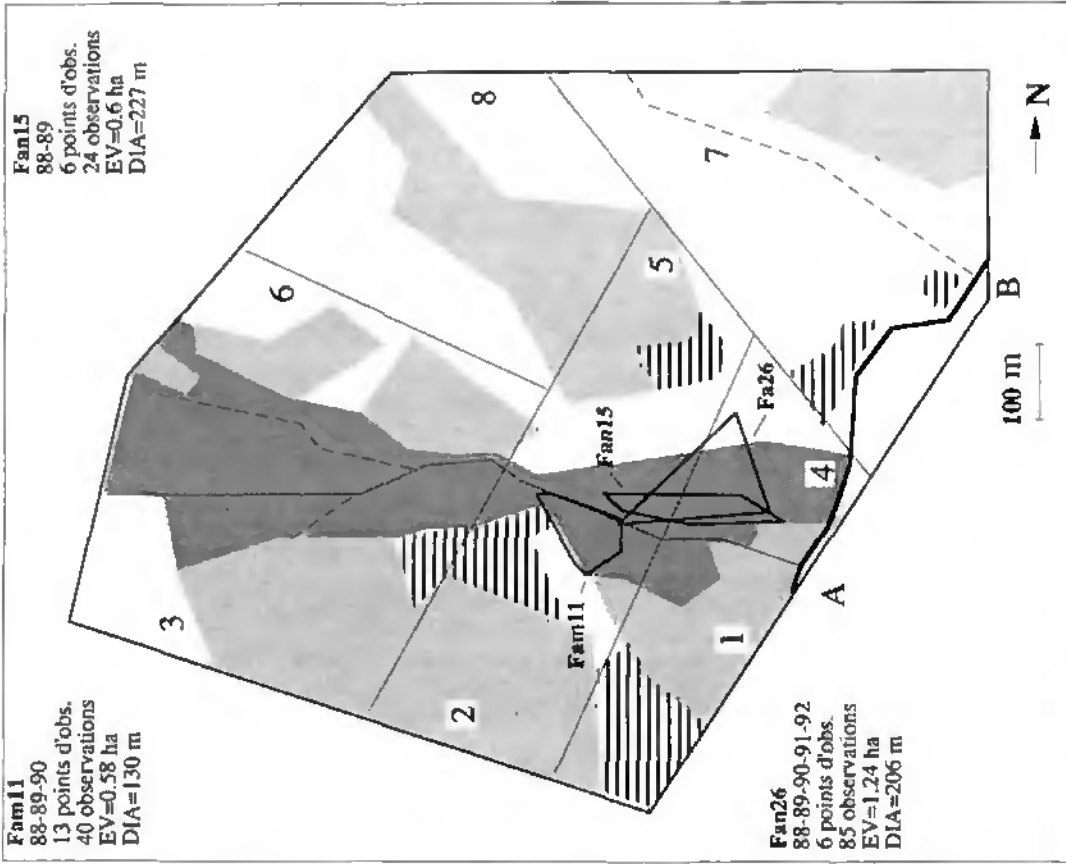 Fam11
88-89-90
13 points d'obs.
40 observations
EV=0.58 ha
DIA=130 m
Fan15
88-89
6 points d'obs.
24 observations
EV=0.6 ha
DIA=227 m
3
6
8
2
5
7
Fan15
Fa26
Fam11
4
1
A
B
N
100 m
Fan26
88-89-90-91-92
6 points d'obs.
85 observations
EV=1.24 ha
DIA=206 m